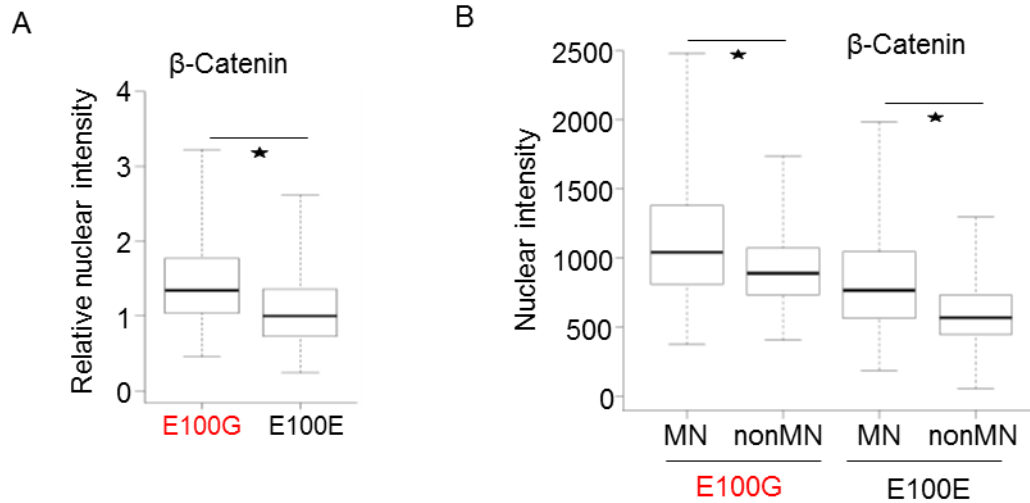 A
β-Catenin
Relative nuclear intensity
4
3
2
1
0
E100G E100E
B
β-Catenin
Nuclear intensity
2500
2000
1500
1000
500
0
MN nonMN MN nonMN
E100G E100E